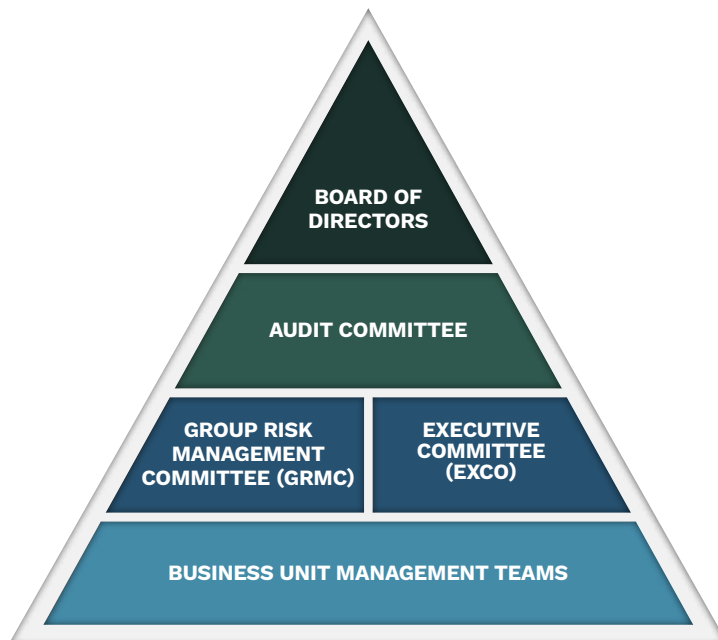 BOARD OF
DIRECTORS
AUDIT COMMITTEE
GROUP RISK
MANAGEMENT
COMMITTEE (GRMC)
EXECUTIVE
COMMITTEE
(EXCO)
BUSINESS UNIT MANAGEMENT TEAMS